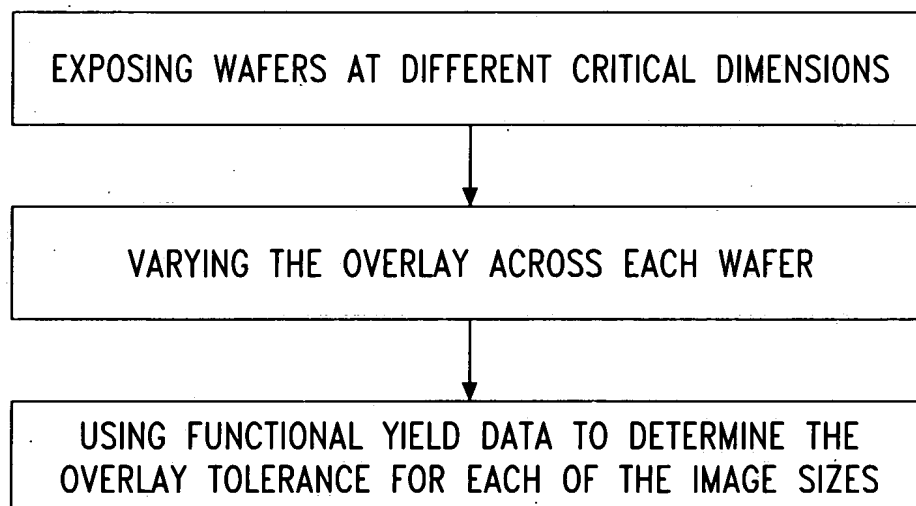 EXPOSING WAFERS AT DIFFERENT CRITICAL DIMENSIONS
VARYING THE OVERLAY ACROSS EACH WAFER
USING FUNCTIONAL YIELD DATA TO DETERMINE THE
OVERLAY TOLERANCE FOR EACH OF THE IMAGE SIZES